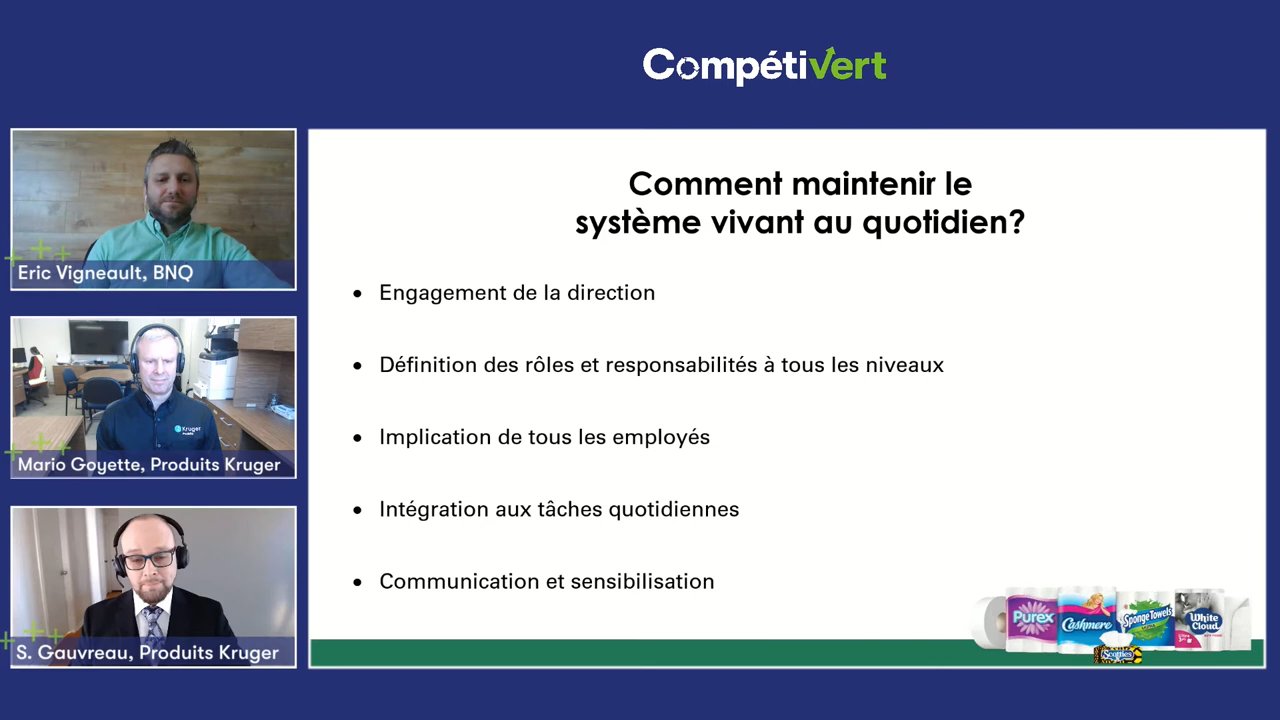 CompétiVert
Eric Vigneault, BNQ
Kruger
Mario Goyette, Produits Kruger
S. Gauvreau, Produits Kruger
Comment maintenir le
système vivant au quotidien?
• Engagement de la direction
• Définition des rôles et responsabilités à tous les niveaux
• Implication de tous les employés
• Intégration aux tâches quotidiennes
• Communication et sensibilisation
Purex
Cashmere
SpongeTowels
White
Cloud
Scotties